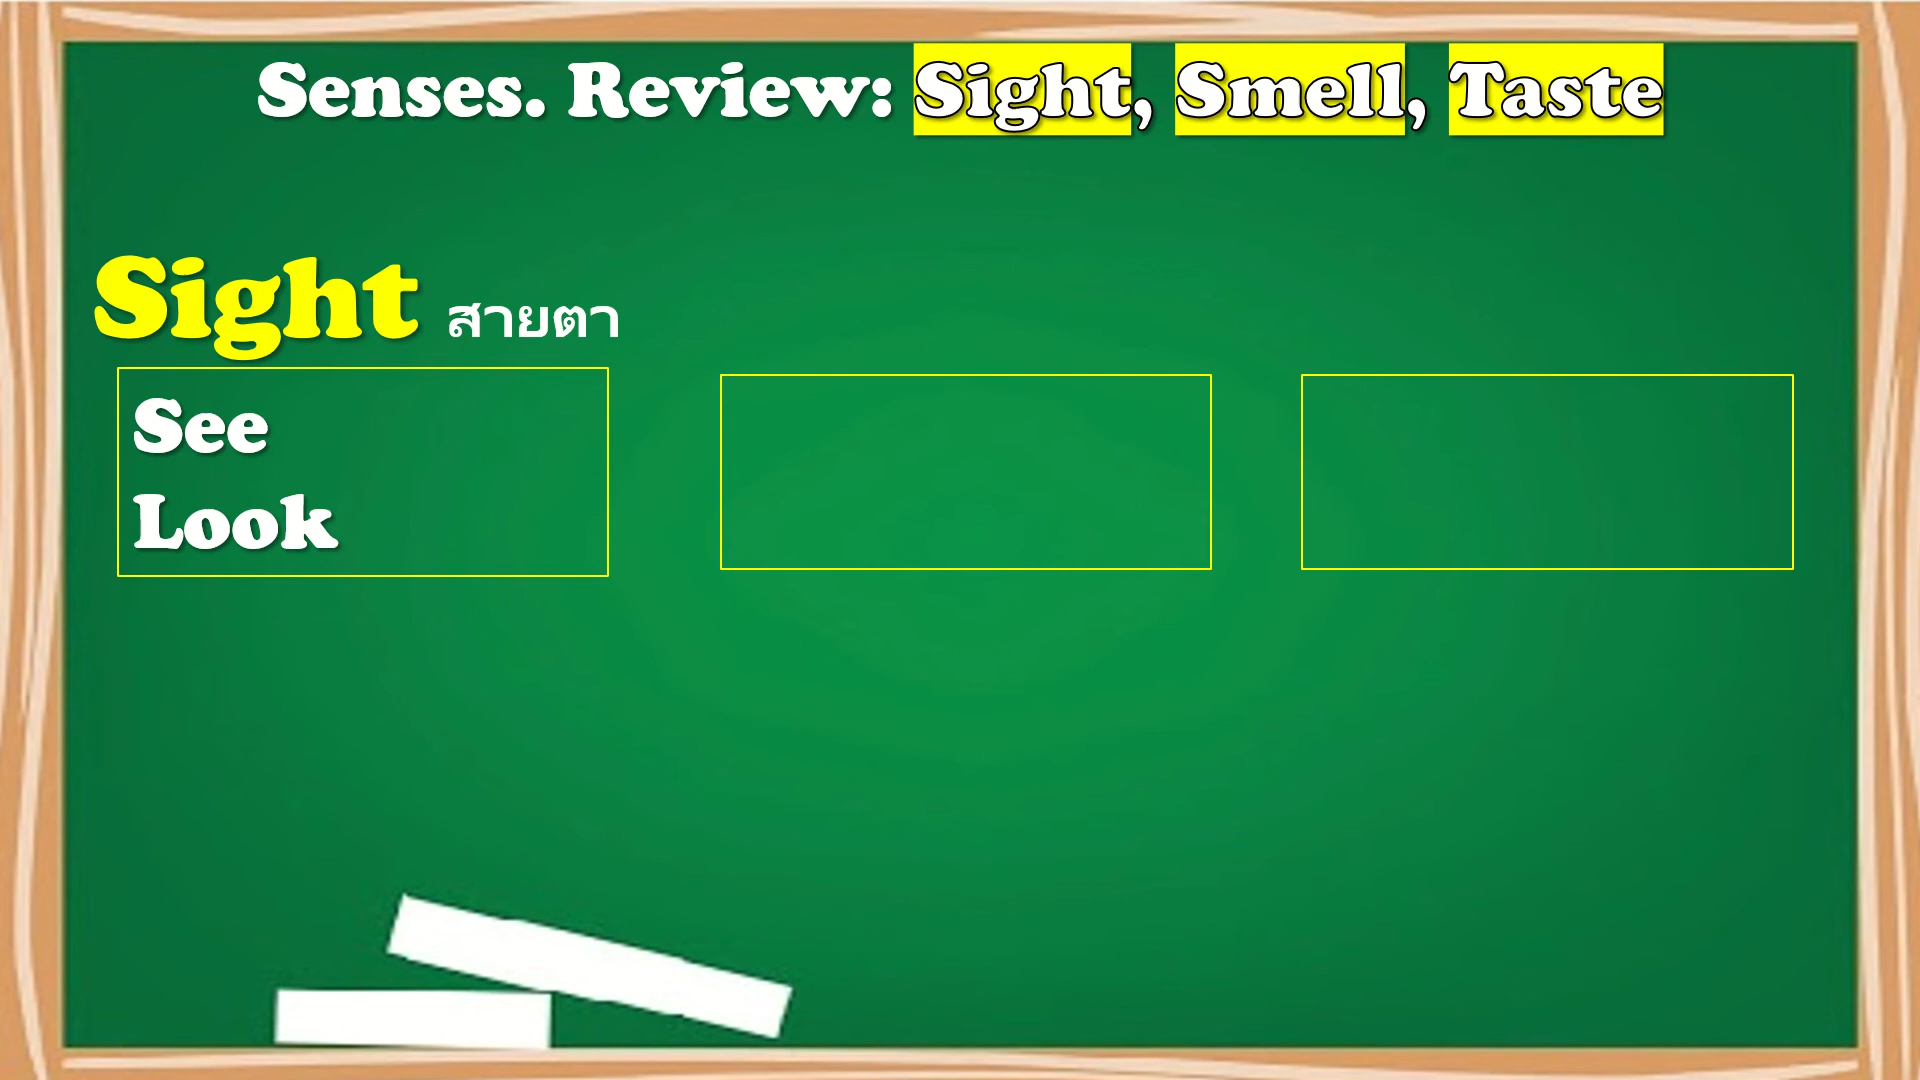 Senses. Review: Sight, Smell, Taste
Sight สายตา
See
Look